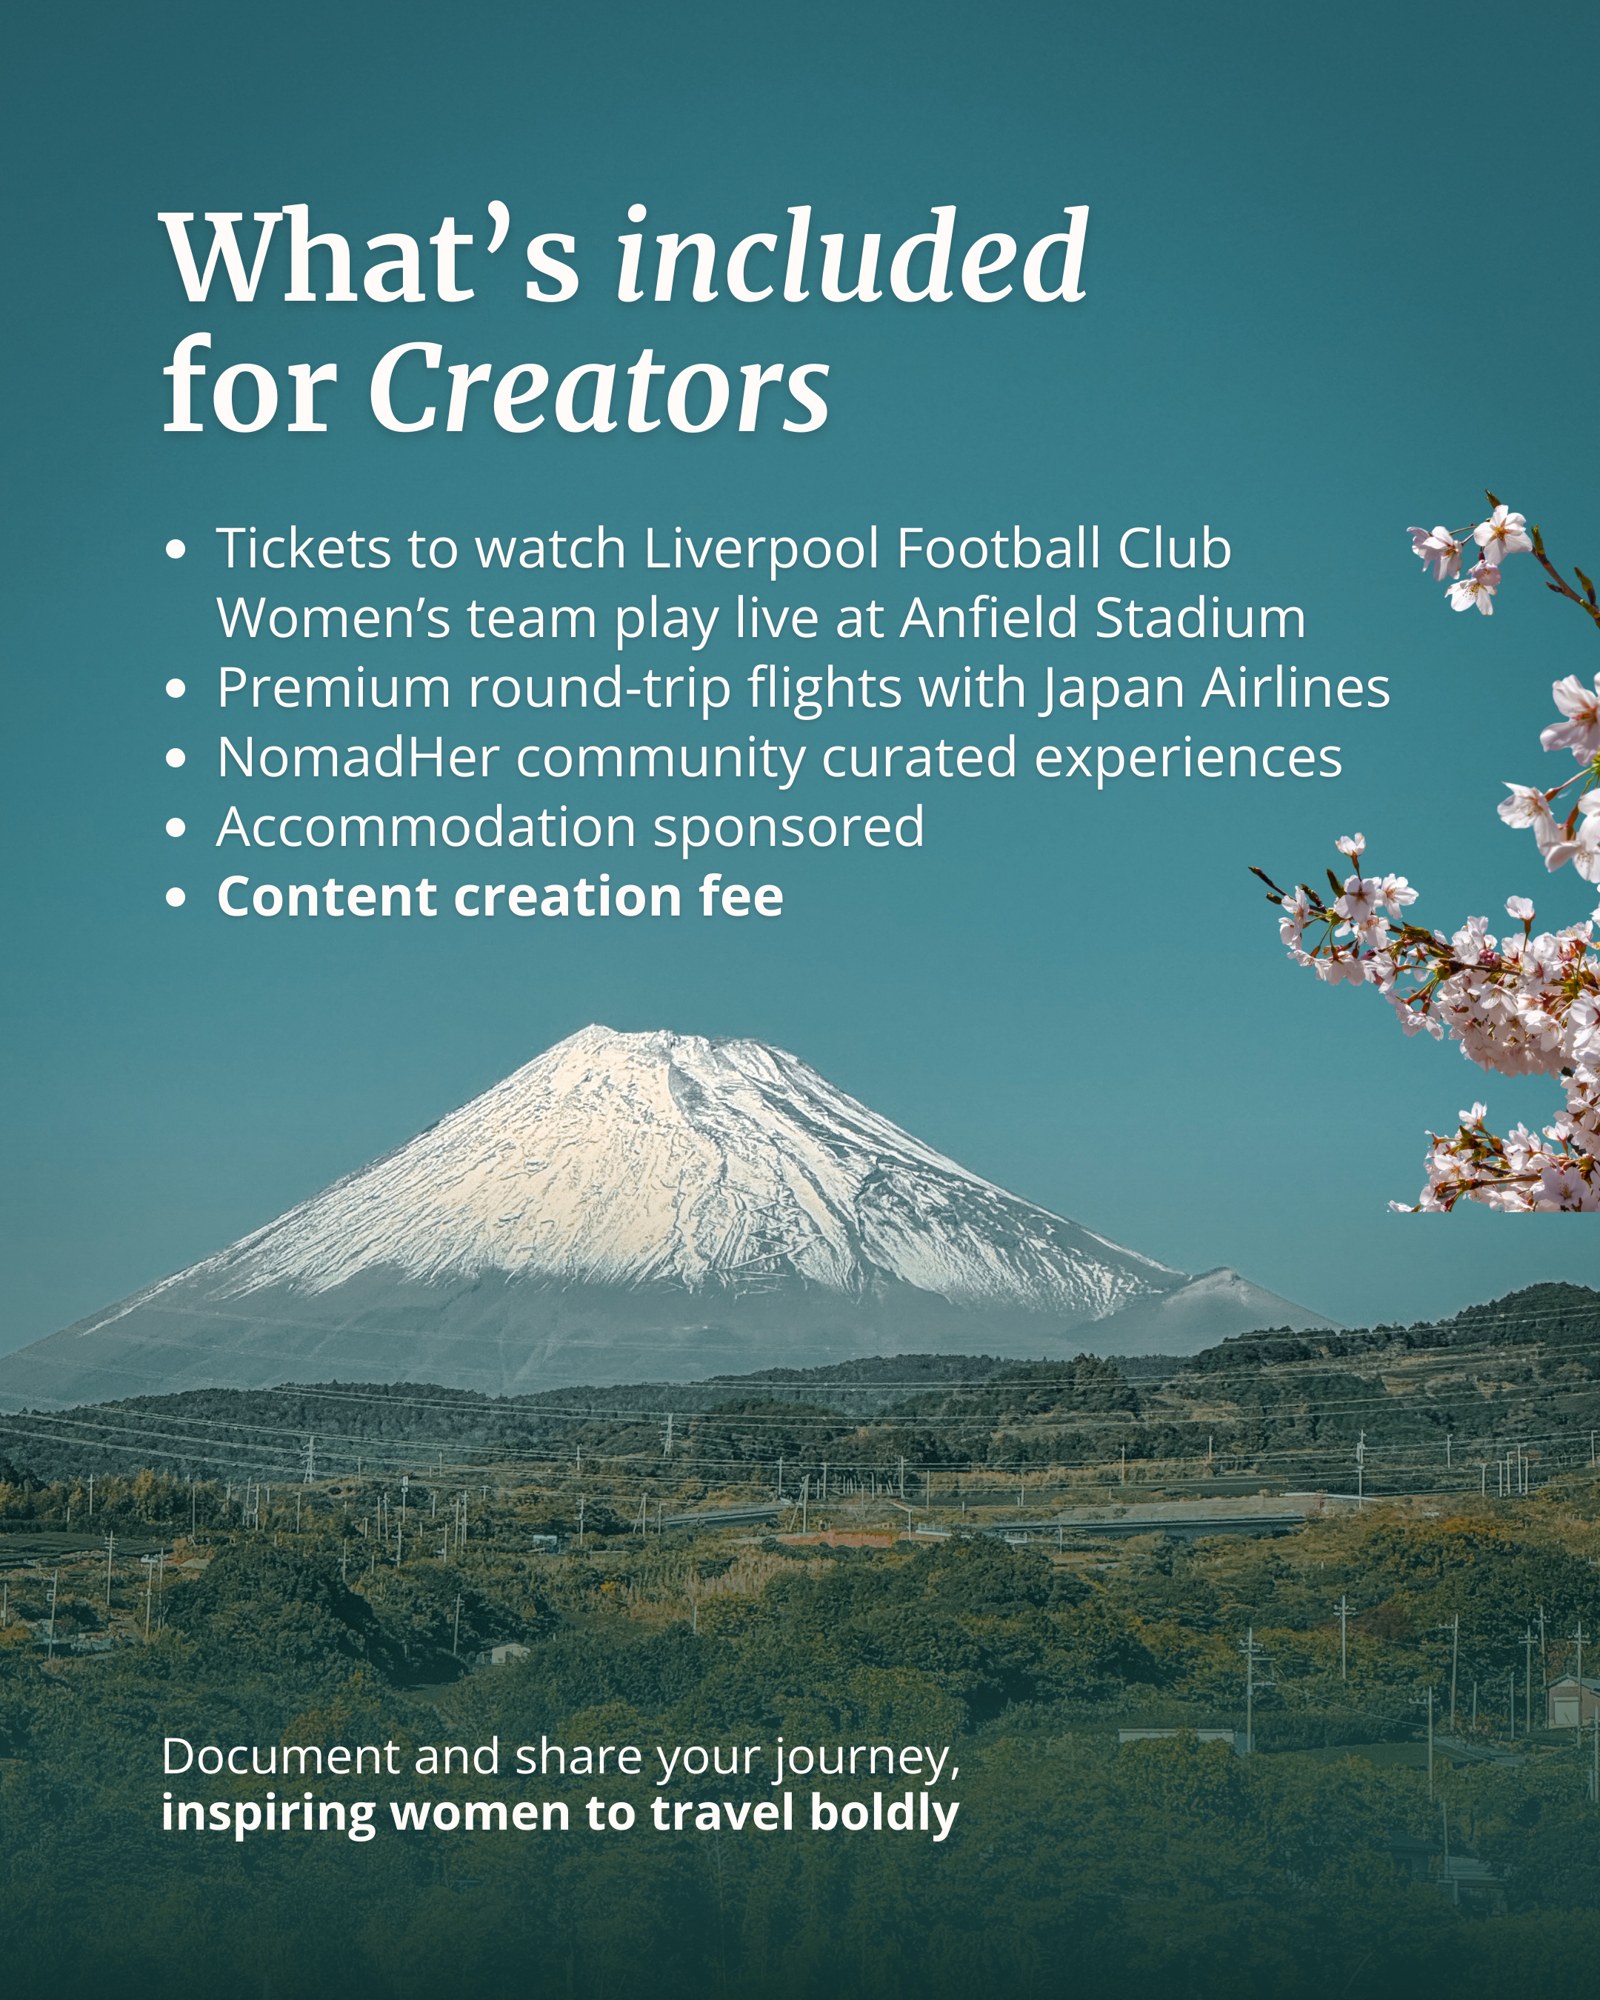 What’s included
for Creators
• Tickets to watch Liverpool Football Club
Women’s team play live at Anfield Stadium
• Premium round-trip flights with Japan Airlines
• NomadHer community curated experiences
• Accommodation sponsored
• Content creation fee
Document and share your journey,
inspiring women to travel boldly